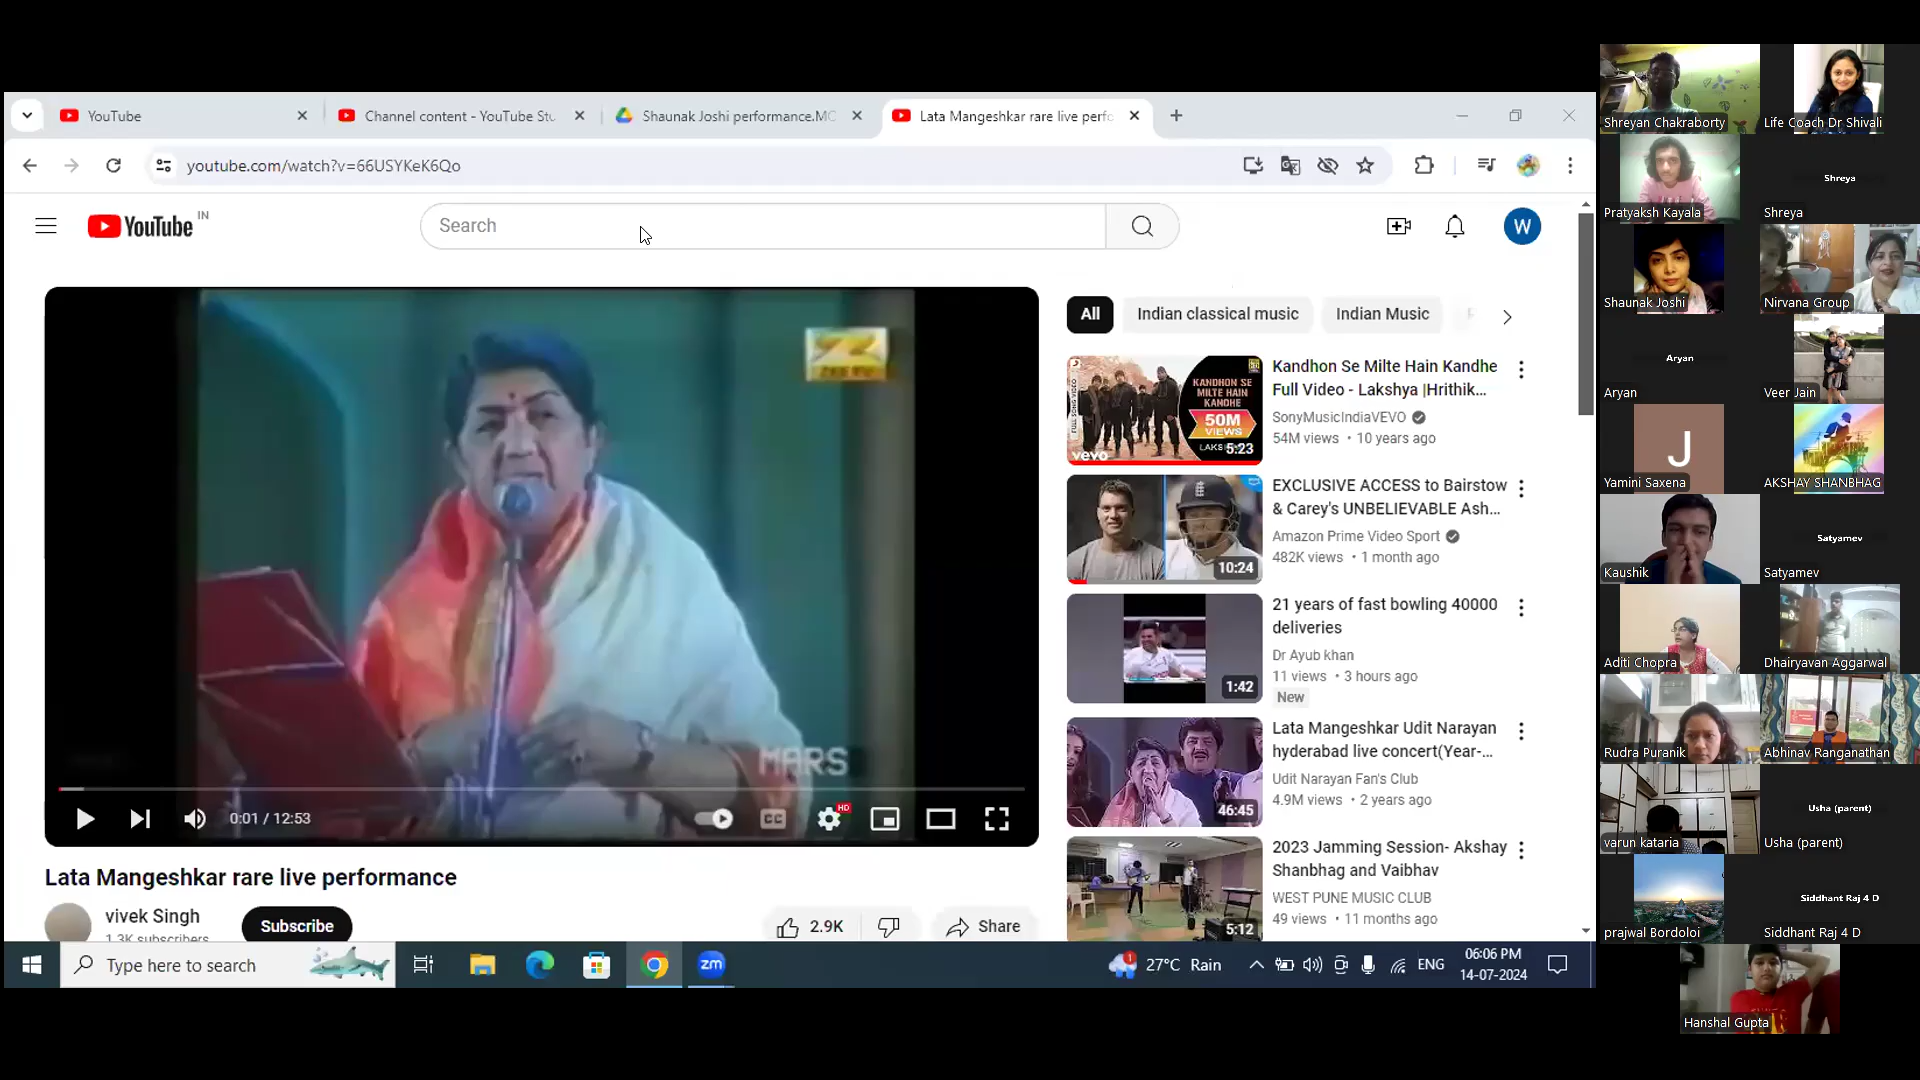 YouTube
Channel content - YouTube Stu
Shaunak Joshi performance.MO
Lata Mangeshkar rare live perfo
youtube.com/watch?v=66USYKeK6Qo
YouTube IN
Search
W
ZEE TV
MARS
0:01 / 12:53
CC
HD
Lata Mangeshkar rare live performance
vivek Singh
1.3K subscribers
Subscribe
2.9K
Share
All
Indian classical music
Indian Music
FULL SONG VIDEO
KANDHON SE
MILTE HAIN
KANDHE
50M
VIEWS
LAKS
vevo
5:23
Kandhon Se Milte Hain Kandhe
Full Video - Lakshya |Hrithik...
SonyMusicIndiaVEVO
54M views • 10 years ago
10:24
EXCLUSIVE ACCESS to Bairstow
& Carey's UNBELIEVABLE Ash...
Amazon Prime Video Sport
482K views • 1 month ago
1:42
21 years of fast bowling 40000
deliveries
Dr Ayub khan
11 views • 3 hours ago
New
46:45
Lata Mangeshkar Udit Narayan
hyderabad live concert(Year-...
Udit Narayan Fan's Club
4.9M views • 2 years ago
5:12
2023 Jamming Session- Akshay
Shanbhag and Vaibhav
WEST PUNE MUSIC CLUB
49 views • 11 months ago
Type here to search
zm
1
27°C Rain
ENG
06:06 PM
14-07-2024
Shreyan Chakraborty
Life Coach Dr Shivali
Pratyaksh Kayala
Shreya
Shreya
Shaunak Joshi
Nirvana Group
Aryan
Aryan
Veer Jain
J
Yamini Saxena
AKSHAY SHANBHAG
Kaushik
Satyamev
Satyamev
Aditi Chopra
Dhairyavan Aggarwal
Rudra Puranik
Abhinav Ranganathan
varun kataria
Usha (parent)
Usha (parent)
prajwal Bordoloi
Siddhant Raj 4 D
Siddhant Raj 4 D
Hanshal Gupta